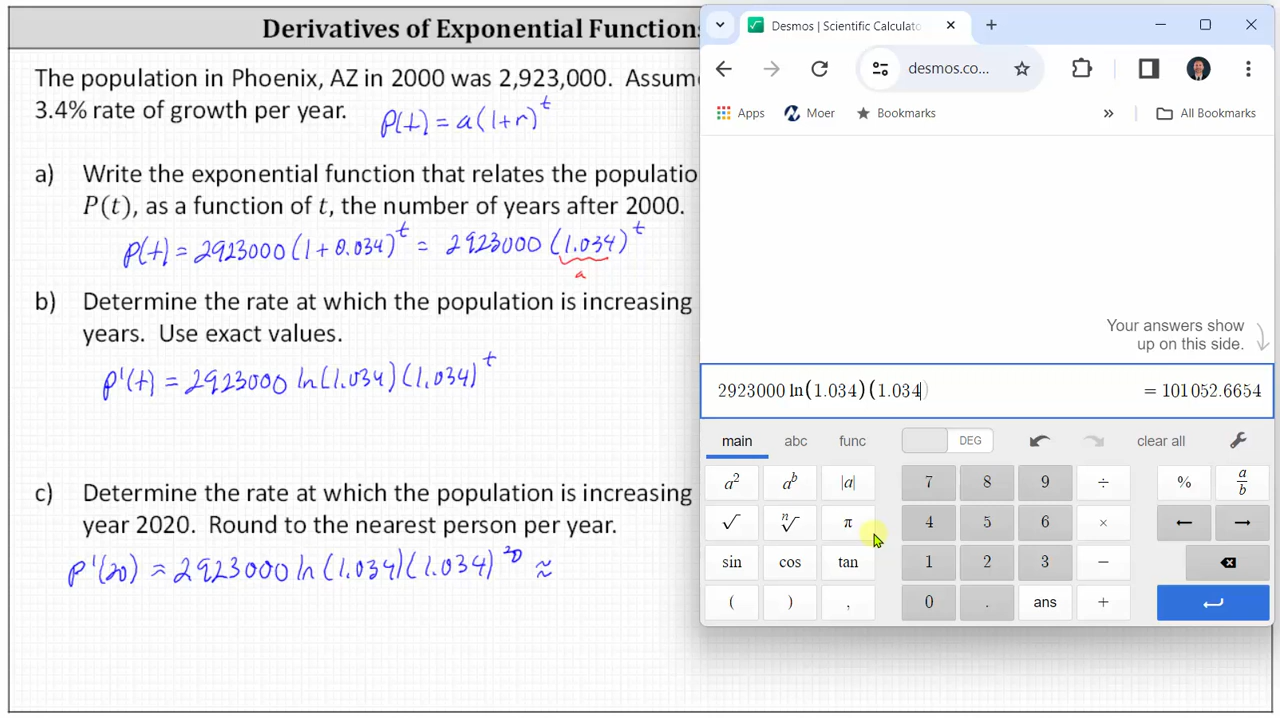 Derivatives of Exponential Functions
The population in Phoenix, AZ in 2000 was 2,923,000. Assum
3.4% rate of growth per year. P(t) = a(1+r)^t
a) Write the exponential function that relates the populatio
P(t), as a function of t, the number of years after 2000.
P(t) = 2923000 (1 + 0.034)^t = 2923000 (1.034)^t
a
b) Determine the rate at which the population is increasing
years. Use exact values.
P'(t) = 2923000 ln(1.034)(1.034)^t
c) Determine the rate at which the population is increasing
year 2020. Round to the nearest person per year.
P'(20) = 2923000 ln(1.034)(1.034)^20 ≈
Desmos | Scientific Calculato
desmos.co...
Apps Moer Bookmarks » All Bookmarks
Your answers show
up on this side.
2923000 ln(1.034)(1.034) = 101052.6654
main abc func DEG clear all
a² a^b |a| 7 8 9 ÷ % a/b
√ ⁿ√ π 4 5 6 × ← →
sin cos tan 1 2 3 −
( ) , 0 . ans +